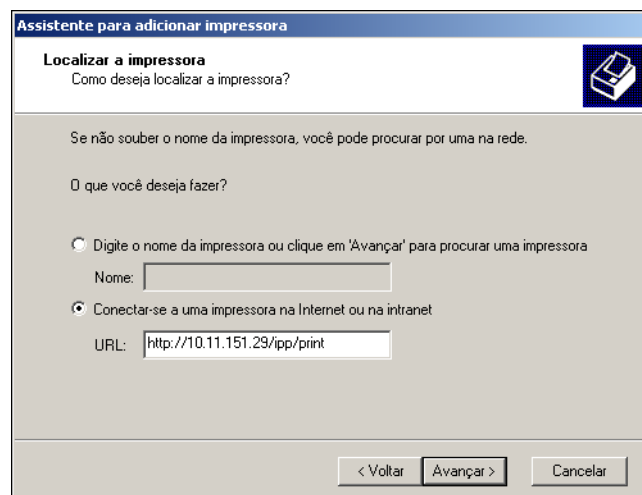 Assistente para adicionar impressora
Localizar a impressora
Como deseja localizar a impressora?
Se não souber o nome da impressora, você pode procurar por uma na rede.
O que você deseja fazer?
Digite o nome da impressora ou clique em 'Avançar' para procurar uma impressora
Nome:
Conectar-se a uma impressora na Internet ou na intranet
URL: http://10.11.151.29/ipp/print
< Voltar Avançar > Cancelar